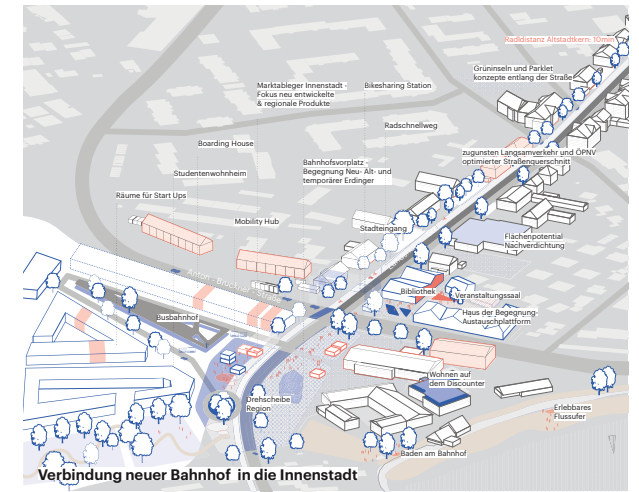 Radldistanz Altstadtkern: 10min
Grüninseln und Parklet
konzepte entlang der Straße
Marktableger Innenstadt -
Fokus neu entwickelte
& regionale Produkte
Bikesharing Station
Radschnellweg
Boarding House
zugunsten Langsamverkehr und ÖPNV
optimierter Straßenquerschnitt
Bahnhofsvorplatz -
Begegnung Neu- Alt- und
temporärer Erdinger
Studentenwohnheim
Räume für Start Ups
Mobility Hub
Stadteingang
Flächenpotential
Nachverdichtung
Anton - Bruckner - Straße
Bibliothek
Veranstaltungssaal
Busbahnhof
Haus der Begegnung-
Austauschplattform
Wohnen auf
dem Discounter
Drehscheibe
Region
Erlebbares
Flussufer
Baden am Bahnhof
Verbindung neuer Bahnhof in die Innenstadt